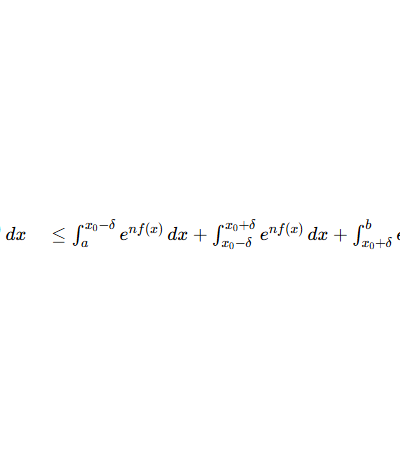 dx ≤ ∫_a^{x_0−δ} e^{nf(x)} dx + ∫_{x_0−δ}^{x_0+δ} e^{nf(x)} dx + ∫_{x_0+δ}^b